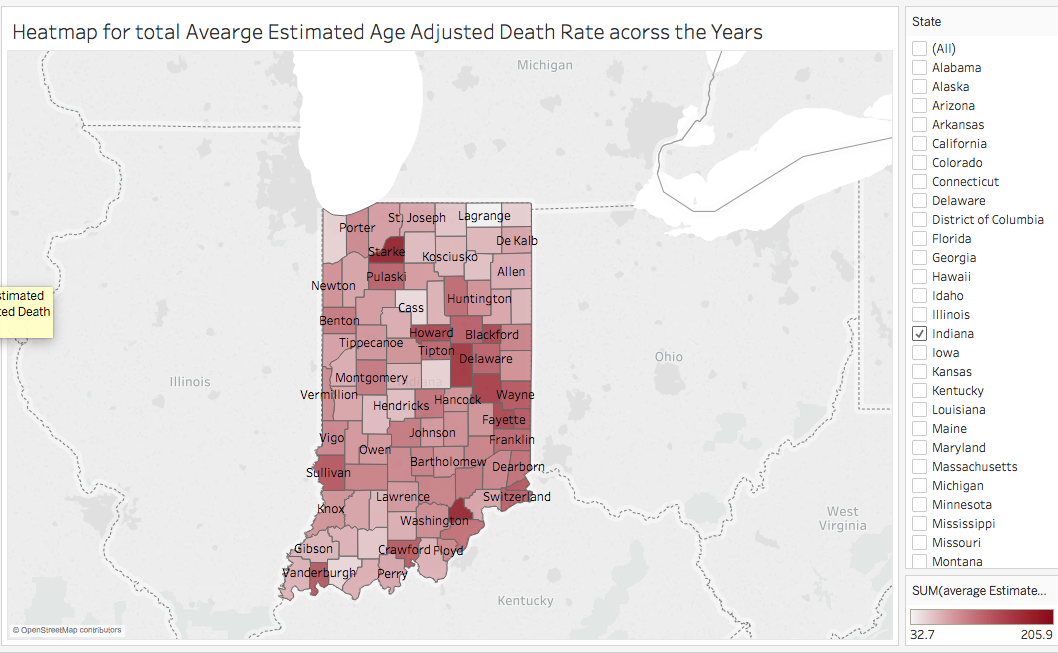 Heatmap for total Avearge Estimated Age Adjusted Death Rate acorss the Years
Michigan
Porter
St. Joseph
Lagrange
Starke
Kosciusko
De Kalb
Pulaski
Allen
Newton
Cass
Huntington
Benton
Howard
Blackford
Tippecanoe
Tipton
Delaware
Montgomery
Illinois
Ohio
Vermillion
Hendricks
Hancock
Wayne
Fayette
Vigo
Johnson
Franklin
Owen
Bartholomew
Dearborn
Sullivan
Lawrence
Switzerland
Knox
Washington
West
Virginia
Gibson
Crawford
Floyd
Vanderburgh
Perry
Kentucky
© OpenStreetMap contributors
stimated
ted Death
State
(All)
Alabama
Alaska
Arizona
Arkansas
California
Colorado
Connecticut
Delaware
District of Columbia
Florida
Georgia
Hawaii
Idaho
Illinois
Indiana
Iowa
Kansas
Kentucky
Louisiana
Maine
Maryland
Massachusetts
Michigan
Minnesota
Mississippi
Missouri
Montana
SUM(average Estimate...
32.7
205.9